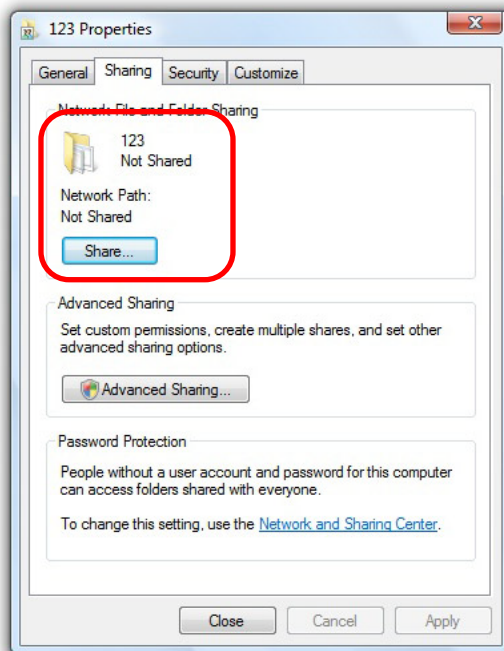 123 Properties
General Sharing Security Customize
Network File and Folder Sharing
123
Not Shared
Network Path:
Not Shared
Share...
Advanced Sharing
Set custom permissions, create multiple shares, and set other
advanced sharing options.
Advanced Sharing...
Password Protection
People without a user account and password for this computer
can access folders shared with everyone.
To change this setting, use the Network and Sharing Center.
Close Cancel Apply